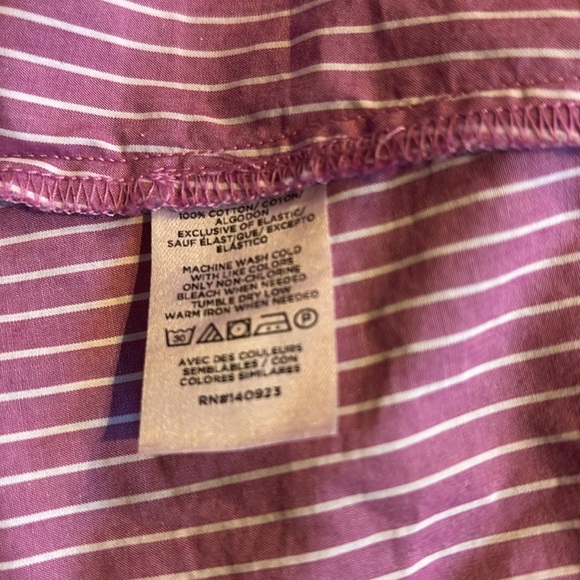 100% COTTON/COTON/
ALGODON
EXCLUSIVE OF ELASTIC/
SAUF ÉLASTIQUE/EXCEPTO
ELÁSTICO
MACHINE WASH COLD
WITH LIKE COLORS
ONLY NON-CHLORINE
BLEACH WHEN NEEDED
TUMBLE DRY LOW
WARM IRON WHEN NEEDED
30 P
AVEC DES COULEURS
SEMBLABLES / CON
COLORES SIMILARES
RN#140923